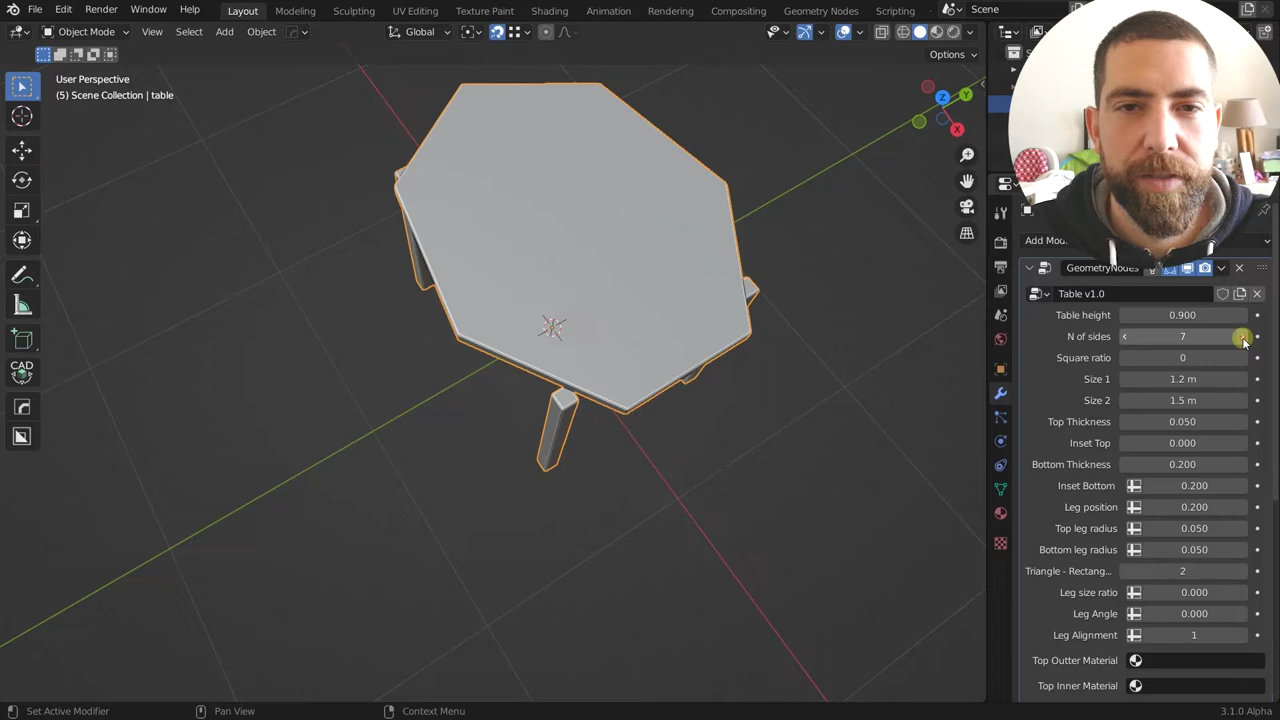 File Edit Render Window Help Layout Modeling Sculpting UV Editing Texture Paint Shading Animation Rendering Compositing Geometry Nodes Scripting Scene
Object Mode View Select Add Object Global
Options
User Perspective
(5) Scene Collection | table
Z Y X
CAD
Add Mo
GeometryNodes
Table v1.0
Table height 0.900
N of sides 7
Square ratio 0
Size 1 1.2 m
Size 2 1.5 m
Top Thickness 0.050
Inset Top 0.000
Bottom Thickness 0.200
Inset Bottom 0.200
Leg position 0.200
Top leg radius 0.050
Bottom leg radius 0.050
Triangle - Rectang... 2
Leg size ratio 0.000
Leg Angle 0.000
Leg Alignment 1
Top Outter Material
Top Inner Material
Set Active Modifier Pan View Context Menu 3.1.0 Alpha